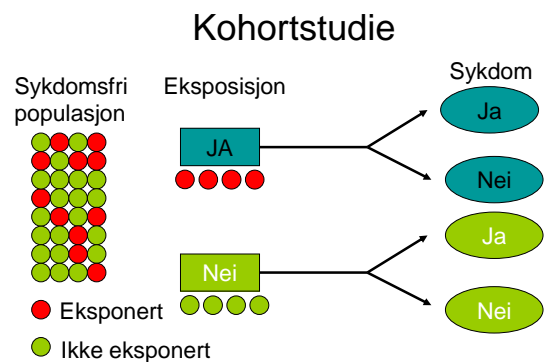 Kohortstudie
Sykdomsfri
populasjon
Eksposisjon
Sykdom
JA
Ja
Nei
Nei
Ja
Nei
Eksponert
Ikke eksponert